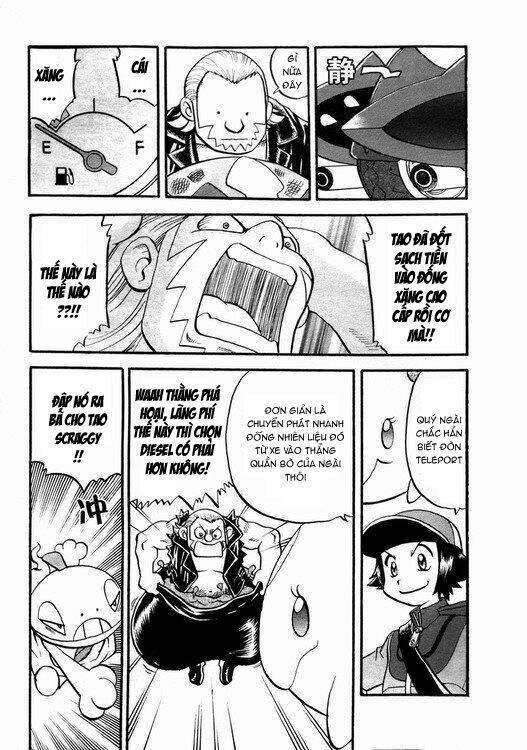 静～
GÌ
NỮA
ĐÂY
CÁI
...
XĂNG
...
E
F
TAO ĐÃ ĐỐT
SẠCH TIỀN
VÀO ĐỐNG
XĂNG CAO
CẤP RỒI CƠ
MÀ!!
THẾ NÀY LÀ
THẾ NÀO
??!!
QUÝ NGÀI
CHẮC HẲN
BIẾT ĐÒN
TELEPORT
ĐƠN GIẢN LÀ
CHUYỂN PHÁT NHANH
ĐỐNG NHIÊN LIỆU ĐÓ
TỪ XE VÀO THẲNG
QUẦN BÒ CỦA NGÀI
THÔI
WAAH THẰNG PHÁ
HOẠI, LÃNG PHÍ
THẾ NÀY THÌ CHỌN
DIESEL CÓ PHẢI
HƠN KHÔNG!
ĐẬP NÓ RA
BÃ CHO TAO
SCRAGGY
!!
冲